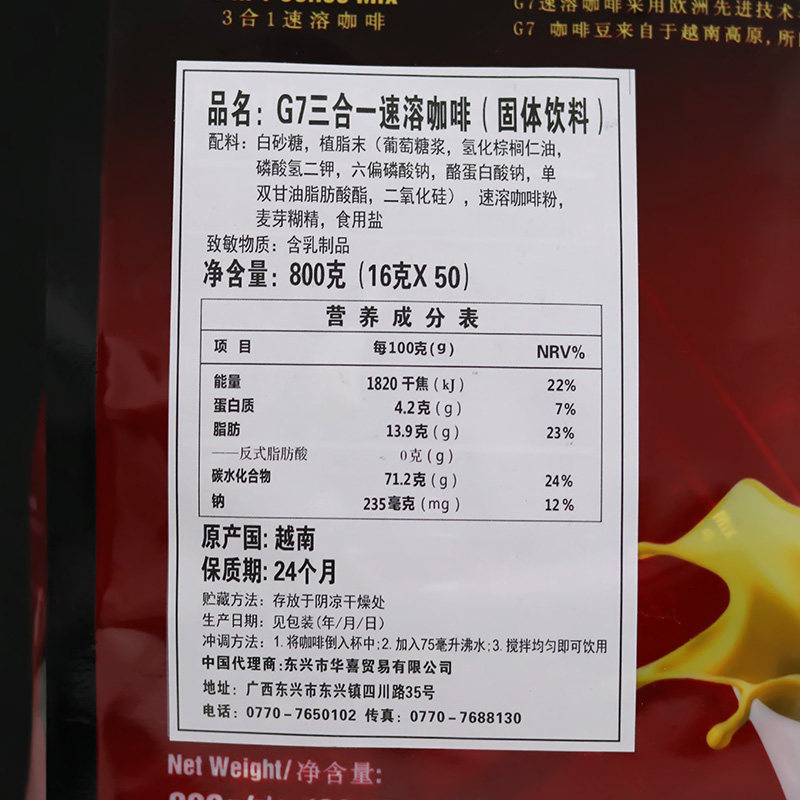 3合1速溶咖啡
G7速溶咖啡采用欧洲先进技术
G7 咖啡豆来自于越南高原,所
品名：G7三合一速溶咖啡（固体饮料）
配料：白砂糖，植脂末（葡萄糖浆，氢化棕榈仁油，
磷酸氢二钾，六偏磷酸钠，酪蛋白酸钠，单
双甘油脂肪酸酯，二氧化硅），速溶咖啡粉，
麦芽糊精，食用盐
致敏物质：含乳制品
净含量：800克（16克X 50）
营养成分表
项目 每100克(g) NRV%
能量 1820 千焦(kJ) 22%
蛋白质 4.2克(g) 7%
脂肪 13.9克(g) 23%
——反式脂肪酸 0克(g)
碳水化合物 71.2克(g) 24%
钠 235毫克(mg) 12%
原产国:越南
保质期:24个月
贮藏方法：存放于阴凉干燥处
生产日期：见包装(年/月/日)
冲调方法：1.将咖啡倒入杯中;2.加入75毫升沸水;3.搅拌均匀即可饮用
中国代理商:东兴市华喜贸易有限公司
地址：广西东兴市东兴镇四川路35号
电话：0770-7650102 传真：0770-7688130
Net Weight/净含量: